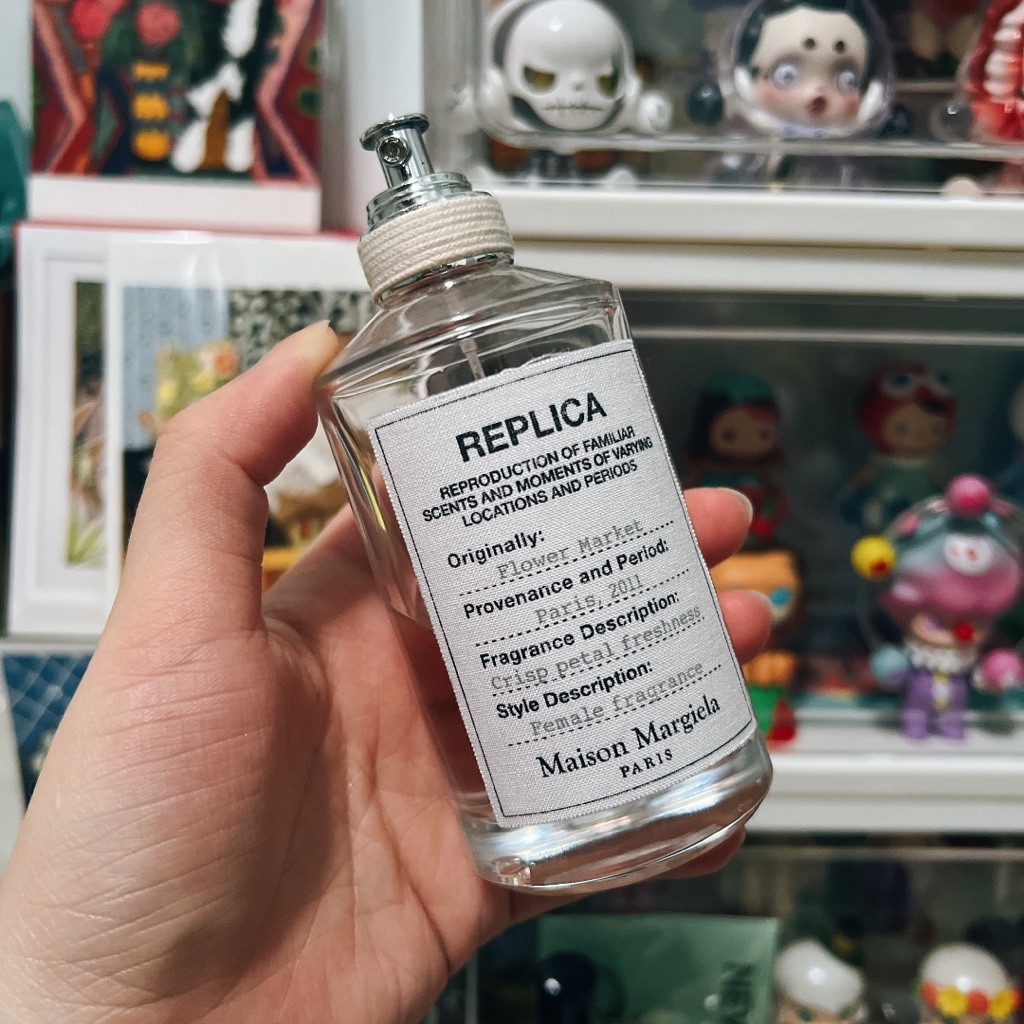 REPLICA
REPRODUCTION OF FAMILIAR
SCENTS AND MOMENTS OF VARYING
LOCATIONS AND PERIODS
Originally:
Flower Market
Provenance and Period:
Paris, 2011
Fragrance Description:
Crisp petal freshness
Style Description:
Female fragrance
Maison Margiela
PARIS